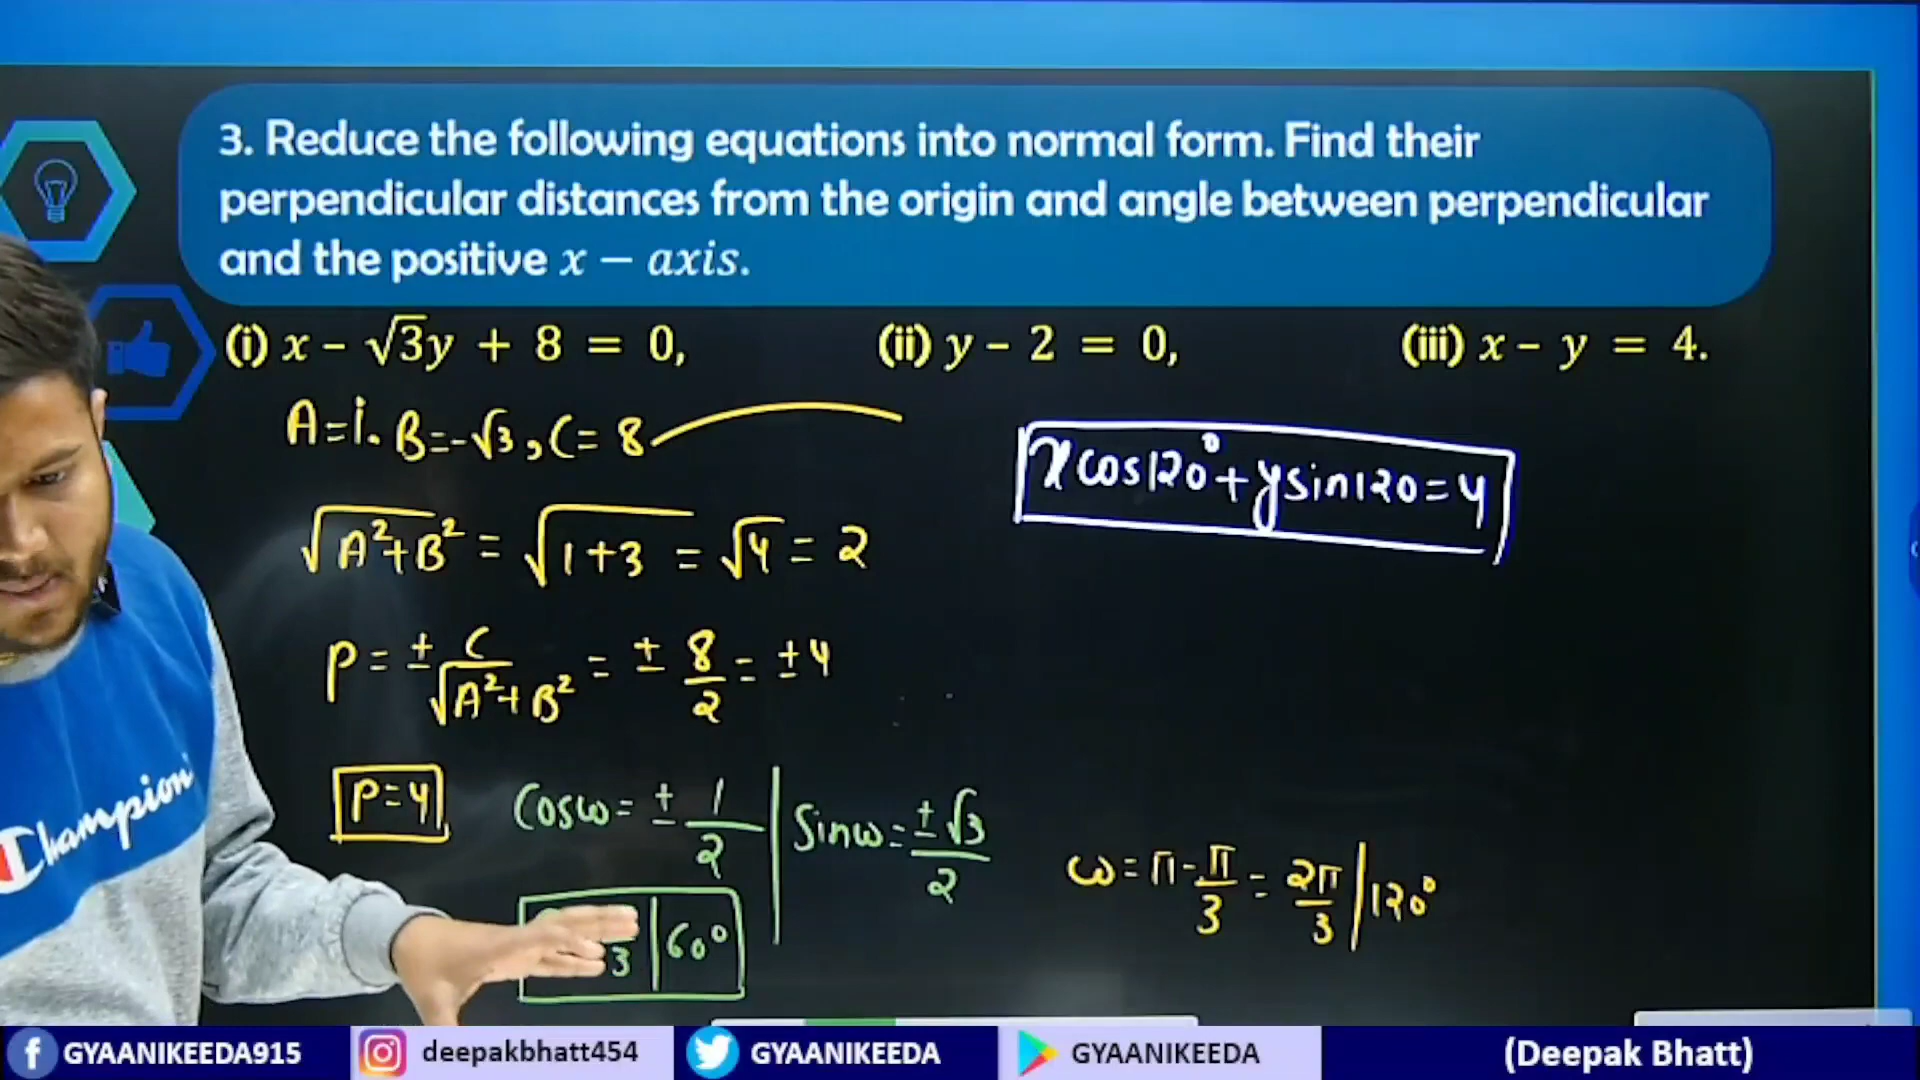 3. Reduce the following equations into normal form. Find their
perpendicular distances from the origin and angle between perpendicular
and the positive x – axis.
(i) x – √3y + 8 = 0, (ii) y – 2 = 0, (iii) x – y = 4.
A=1. B=-√3, C= 8
xcos120°+ysin120=4
√A²+B² = √1+3 = √4 = 2
P = ± C/√A²+B² = ± 8/2 = ±4
P=4
Cosω= ± 1/2 | Sinω= ±√3/2
ω = π-π/3 = 2π/3 | 120°
3 | 60°
Champion
GYAANIKEEDA915 deepakbhatt454 GYAANIKEEDA GYAANIKEEDA (Deepak Bhatt)